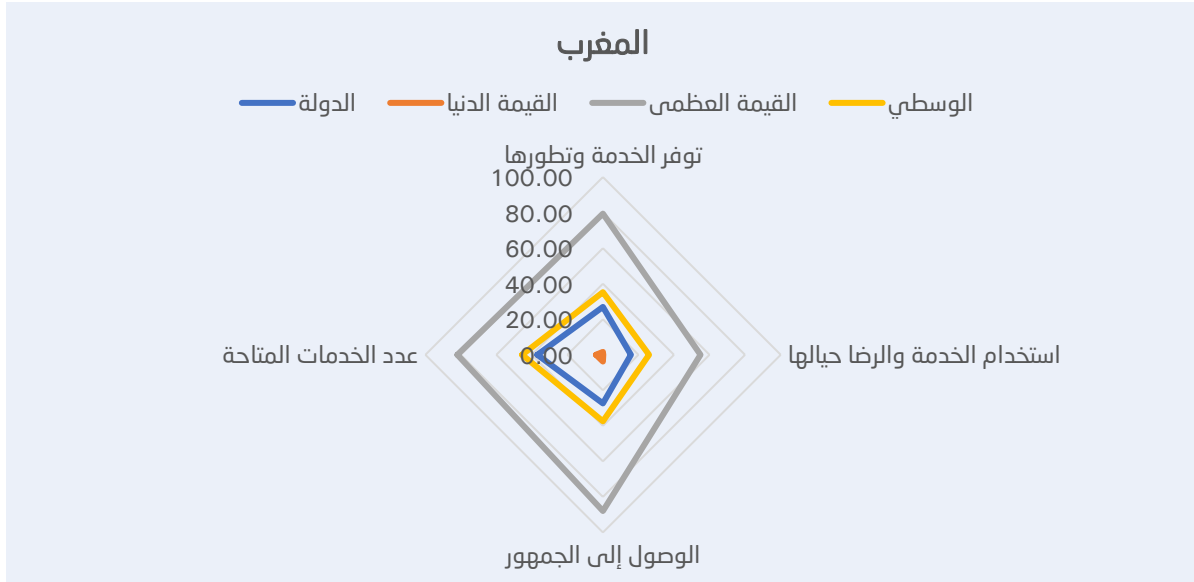 المغرب
الدولة القيمة الدنيا القيمة العظمى الوسطي
توفر الخدمة وتطورها
100.00
80.00
60.00
40.00
20.00
0.00
استخدام الخدمة والرضا حيالها
عدد الخدمات المتاحة
الوصول إلى الجمهور